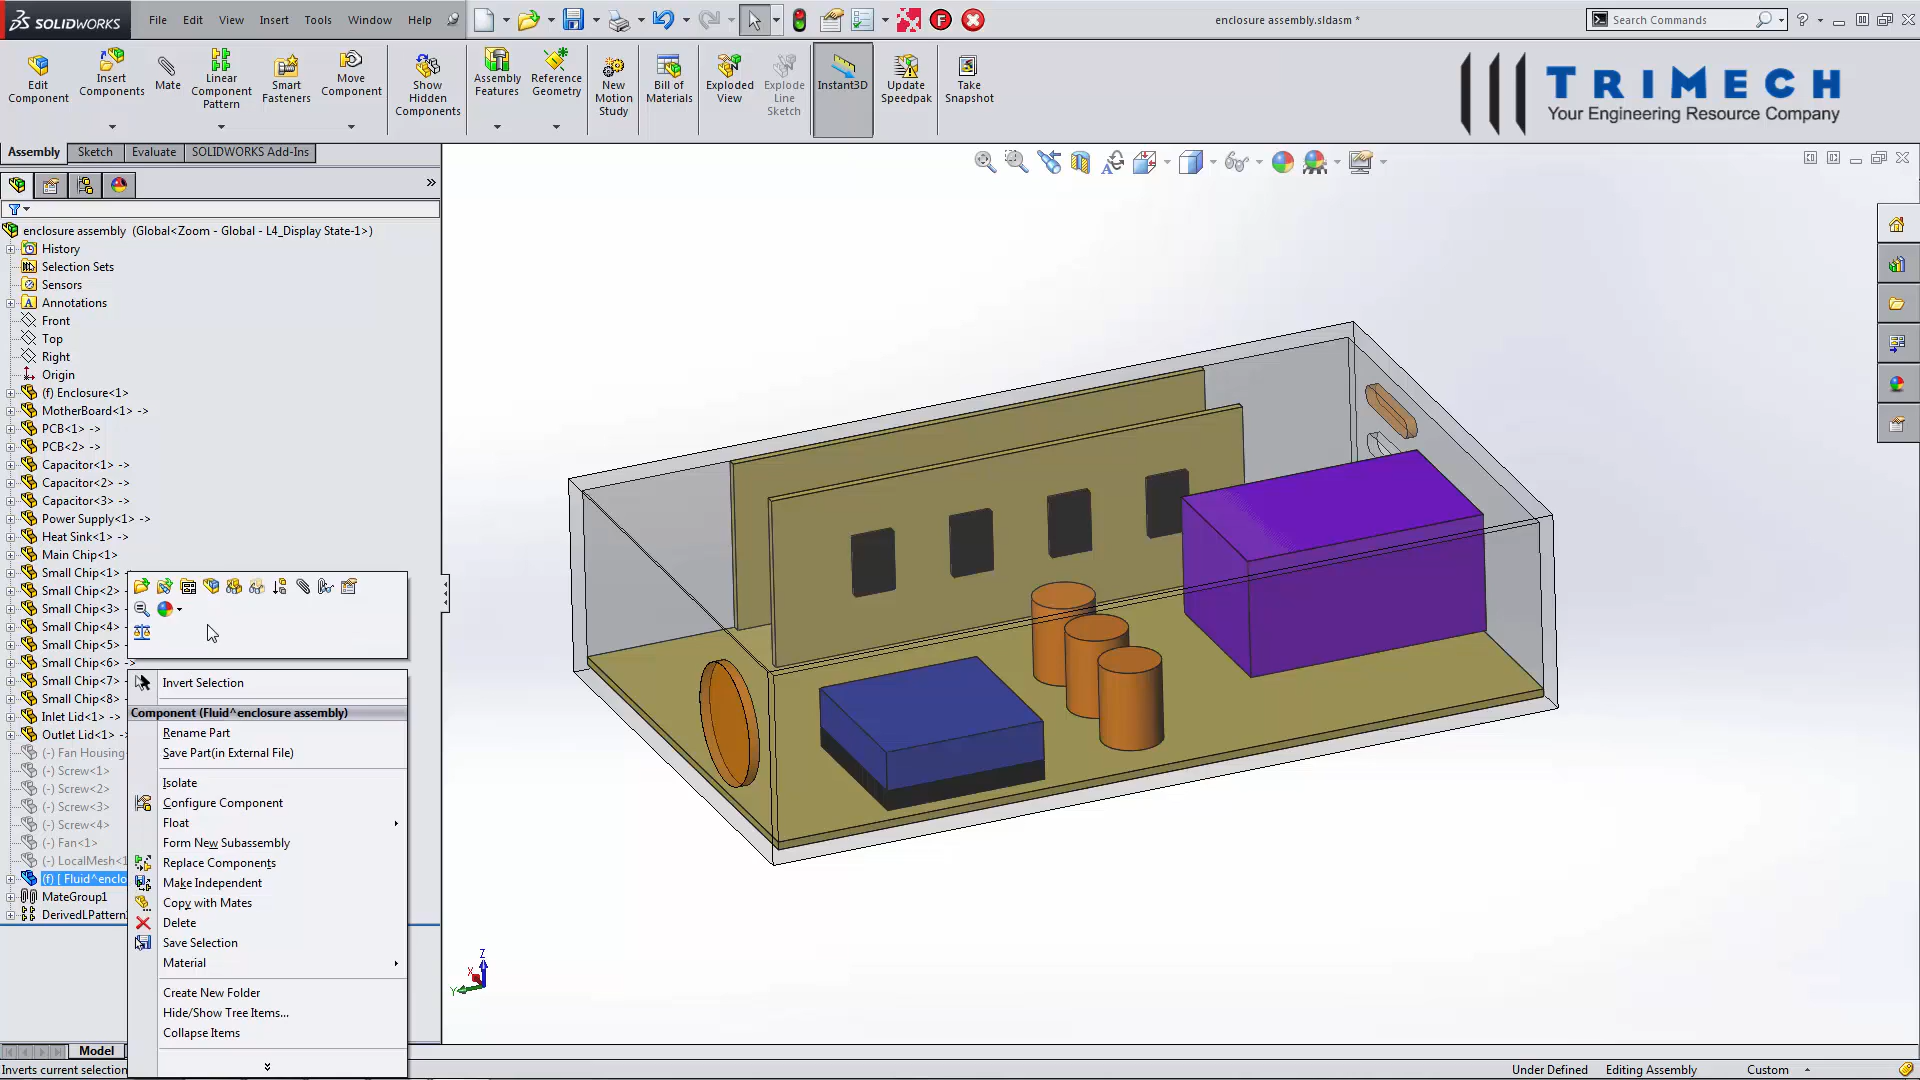 SOLIDWORKS
File Edit View Insert Tools Window Help
enclosure assembly.sldasm *
Search Commands
Edit Component
Insert Components
Mate
Linear Component Pattern
Smart Fasteners
Move Component
Show Hidden Components
Assembly Features
Reference Geometry
New Motion Study
Bill of Materials
Exploded View
Explode Line Sketch
Instant3D
Update Speedpak
Take Snapshot
TRIMECH
Your Engineering Resource Company
Assembly Sketch Evaluate SOLIDWORKS Add-Ins
enclosure assembly (Global<Zoom - Global - L4_Display State-1>)
History
Selection Sets
Sensors
Annotations
Front
Top
Right
Origin
(f) Enclosure<1>
MotherBoard<1> ->
PCB<1> ->
PCB<2> ->
Capacitor<1> ->
Capacitor<2> ->
Capacitor<3> ->
Power Supply<1> ->
Heat Sink<1> ->
Main Chip<1>
Small Chip<1>
Small Chip<2>
Small Chip<3>
Small Chip<4>
Small Chip<5>
Small Chip<6> ->
Small Chip<7>
Small Chip<8>
Inlet Lid<1> ->
Outlet Lid<1> ->
(-) Fan Housing
(-) Screw<1>
(-) Screw<2>
(-) Screw<3>
(-) Screw<4>
(-) Fan<1>
(-) LocalMesh<1
(f) [ Fluid^enclo
MateGroup1
DerivedLPattern
Invert Selection
Component (Fluid^enclosure assembly)
Rename Part
Save Part(in External File)
Isolate
Configure Component
Float
Form New Subassembly
Replace Components
Make Independent
Copy with Mates
Delete
Save Selection
Material
Create New Folder
Hide/Show Tree Items...
Collapse Items
Z
X
Y
Model
Inverts current selection
Under Defined Editing Assembly Custom